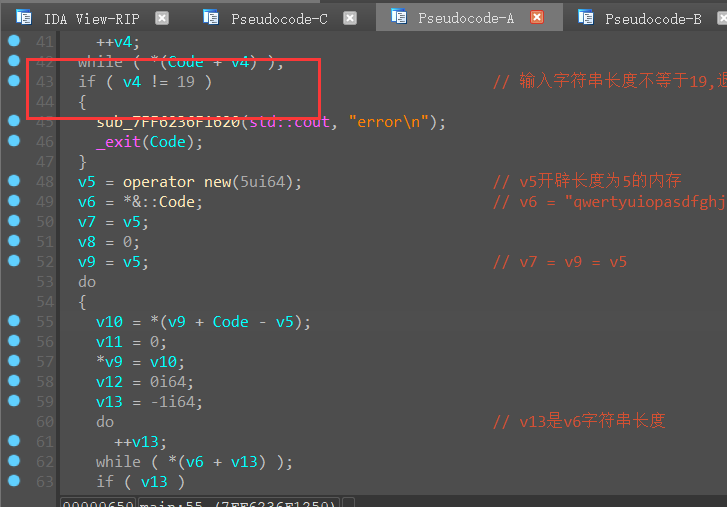 IDA View-RIP Pseudocode-C Pseudocode-A Pseudocode-B
41 ++v4;
42 while ( *(Code + v4) );
43 if ( v4 != 19 ) // 输入字符串长度不等于19,退
44 {
45 sub_7FF6236F1620(std::cout, "error\n");
46 _exit(Code);
47 }
48 v5 = operator new(5ui64); // v5开辟长度为5的内存
49 v6 = *&::Code; // v6 = "qwertyuiopasdfghj
50 v7 = v5;
51 v8 = 0;
52 v9 = v5; // v7 = v9 = v5
53 do
54 {
55 v10 = *(v9 + Code - v5);
56 v11 = 0;
57 *v9 = v10;
58 v12 = 0i64;
59 v13 = -1i64;
60 do // v13是v6字符串长度
61 ++v13;
62 while ( *(v6 + v13) );
63 if ( v13 )
00000650 main:55 (7FF6236F1250)